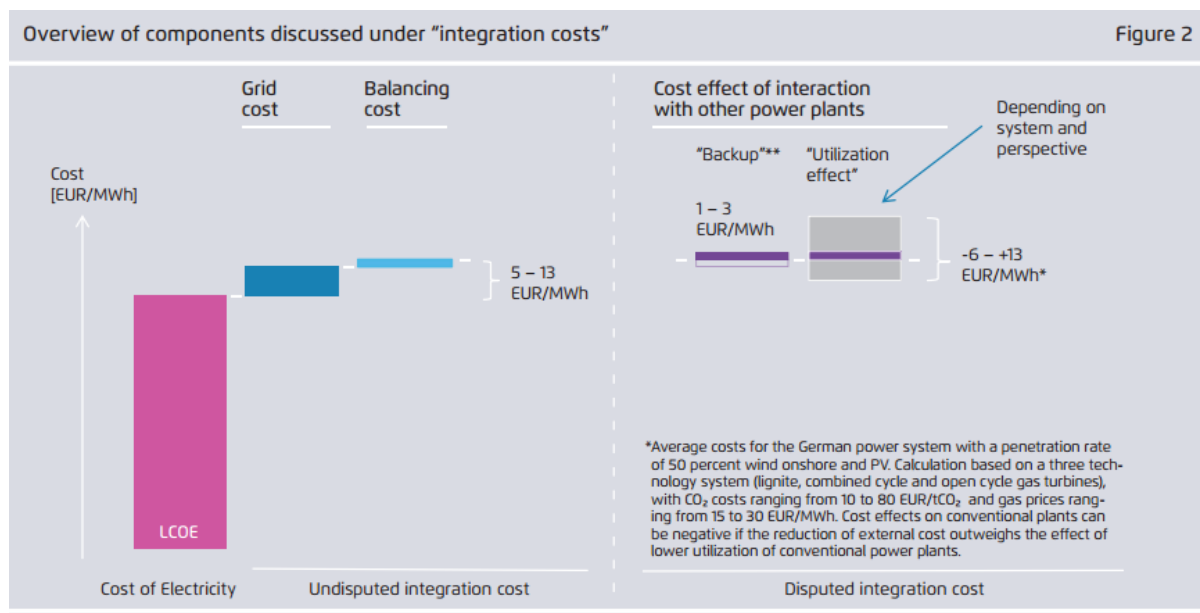 Overview of components discussed under “integration costs”
Figure 2
Grid
cost
Balancing
cost
Cost
[EUR/MWh]
5 – 13
EUR/MWh
LCOE
Cost of Electricity
Undisputed integration cost
Cost effect of interaction
with other power plants
Depending on
system and
perspective
“Backup”**
“Utilization
effect”
1 – 3
EUR/MWh
-6 – +13
EUR/MWh*
*Average costs for the German power system with a penetration rate
of 50 percent wind onshore and PV. Calculation based on a three tech-
nology system (lignite, combined cycle and open cycle gas turbines),
with CO₂ costs ranging from 10 to 80 EUR/tCO₂ and gas prices rang-
ing from 15 to 30 EUR/MWh. Cost effects on conventional plants can
be negative if the reduction of external cost outweighs the effect of
lower utilization of conventional power plants.
Disputed integration cost